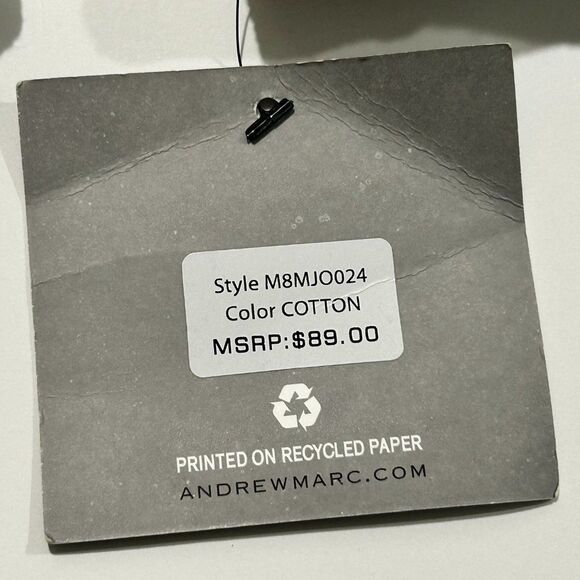 Style M8MJO024
Color COTTON
MSRP:$89.00
PRINTED ON RECYCLED PAPER
ANDREWMARC.COM